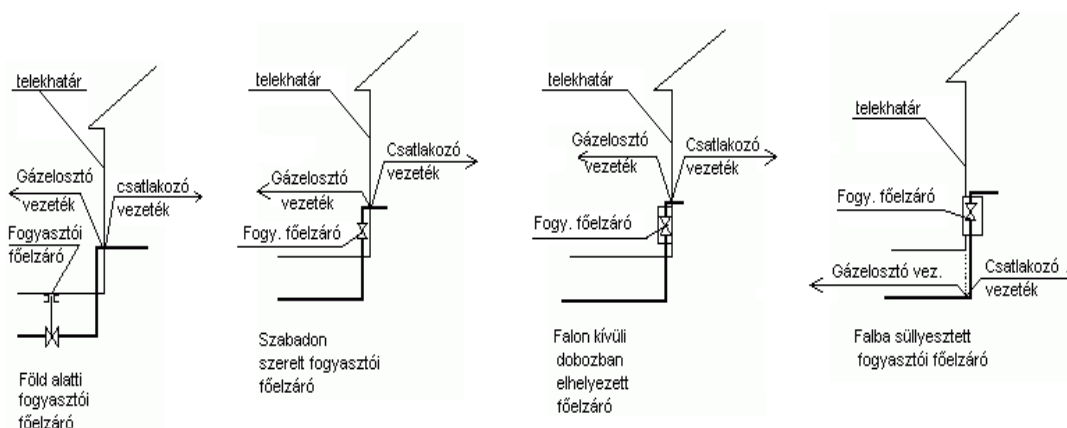 telekhatár
Gázelosztó
vezeték
csatlakozó
vezeték
Fogyasztói
főelzáró
Föld alatti
fogyasztói
főelzáró
telekhatár
Csatlakozó
vezeték
Gázelosztó
vezeték
Fogy. főelzáró
Szabadon
szerelt fogyasztói
főelzáró
telekhatár
Gázelosztó
vezeték
Csatlakozó
vezeték
Fogy. főelzáró
Falon kívüli
dobozban
elhelyezett
főelzáró
telekhatár
Fogy. főelzáró
Gázelosztó vez.
Csatlakozó .
vezeték
Falba süllyesztett
fogyasztói főelzáró